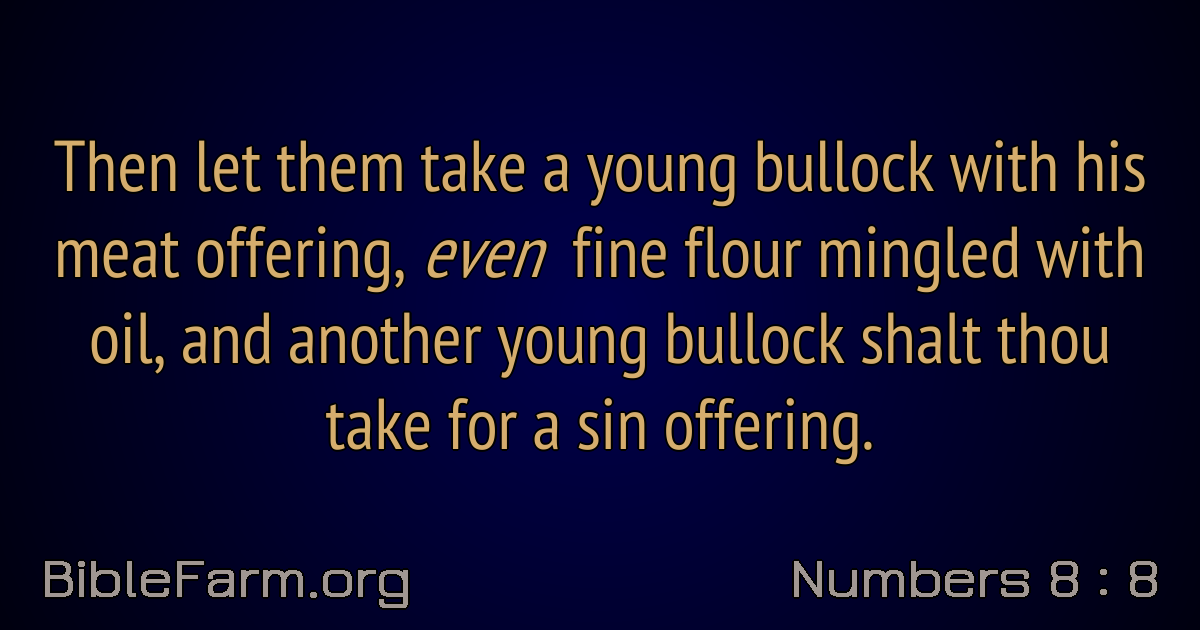 Then let them take a young bullock with his
meat offering, even fine flour mingled with
oil, and another young bullock shalt thou
take for a sin offering.
BibleFarm.org
Numbers 8 : 8